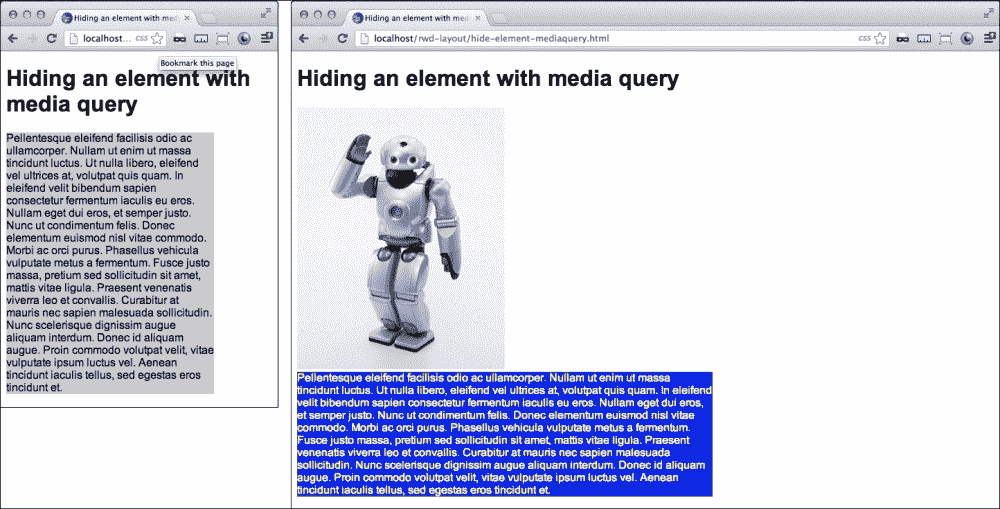 Hiding an element with med
localhost...
CSS
Bookmark this page
Hiding an element with
media query
Pellentesque eleifend facilisis odio ac
ullamcorper. Nullam ut enim ut massa
tincidunt luctus. Ut nulla libero, eleifend
vel ultrices at, volutpat quis quam. In
eleifend velit bibendum sapien
consectetur fermentum iaculis eu eros.
Nullam eget dui eros, et semper justo.
Nunc ut condimentum felis. Donec
elementum euismod nisl vitae commodo.
Morbi ac orci purus. Phasellus vehicula
vulputate metus a fermentum. Fusce justo
massa, pretium sed sollicitudin sit amet,
mattis vitae ligula. Praesent venenatis
viverra leo et convallis. Curabitur at
mauris nec sapien malesuada sollicitudin.
Nunc scelerisque dignissim augue
aliquam interdum. Donec id aliquam
augue. Proin commodo volutpat velit, vitae
vulputate ipsum luctus vel. Aenean
tincidunt iaculis tellus, sed egestas eros
tincidunt et.
Hiding an element with med
localhost/rwd-layout/hide-element-mediaquery.html
CSS
Hiding an element with media query
Pellentesque eleifend facilisis odio ac ullamcorper. Nullam ut enim ut massa
tincidunt luctus. Ut nulla libero, eleifend vel ultrices at, volutpat quis quam. In eleifend
velit bibendum sapien consectetur fermentum iaculis eu eros. Nullam eget dui eros,
et semper justo. Nunc ut condimentum felis. Donec elementum euismod nisl vitae
commodo. Morbi ac orci purus. Phasellus vehicula vulputate metus a fermentum.
Fusce justo massa, pretium sed sollicitudin sit amet, mattis vitae ligula. Praesent
venenatis viverra leo et convallis. Curabitur at mauris nec sapien malesuada
sollicitudin. Nunc scelerisque dignissim augue aliquam interdum. Donec id aliquam
augue. Proin commodo volutpat velit, vitae vulputate ipsum luctus vel. Aenean
tincidunt iaculis tellus, sed egestas eros tincidunt et.